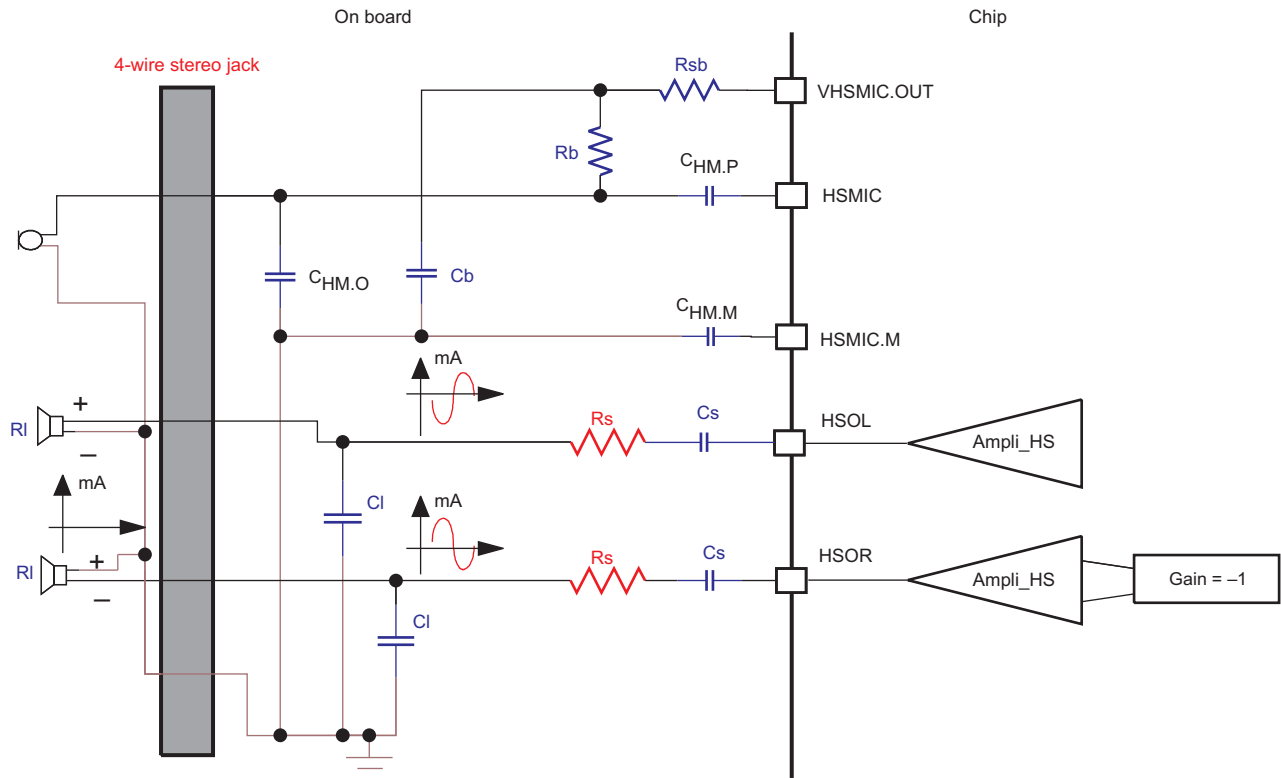 On board
Chip
4-wire stereo jack
Rsb
VHSMIC.OUT
Rb
CHM.P
HSMIC
CHM.O
Cb
CHM.M
HSMIC.M
mA
Rl
+
–
Rs
Cs
HSOL
Ampli_HS
mA
Cl
mA
Rl
+
–
Rs
Cs
HSOR
Ampli_HS
Gain = –1
Cl